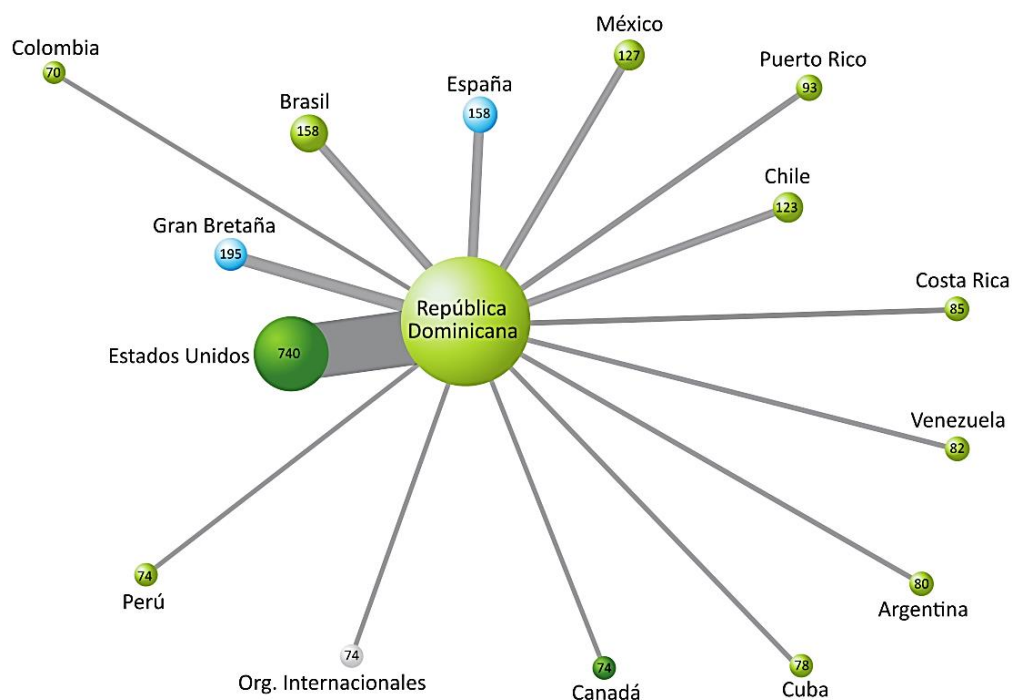 México
127
Colombia
70
Puerto Rico
93
España
158
Brasil
158
Chile
123
Gran Bretaña
195
Costa Rica
85
República
Dominicana
Estados Unidos
740
Venezuela
82
Perú
74
Argentina
80
Org. Internacionales
74
Canadá
74
Cuba
78